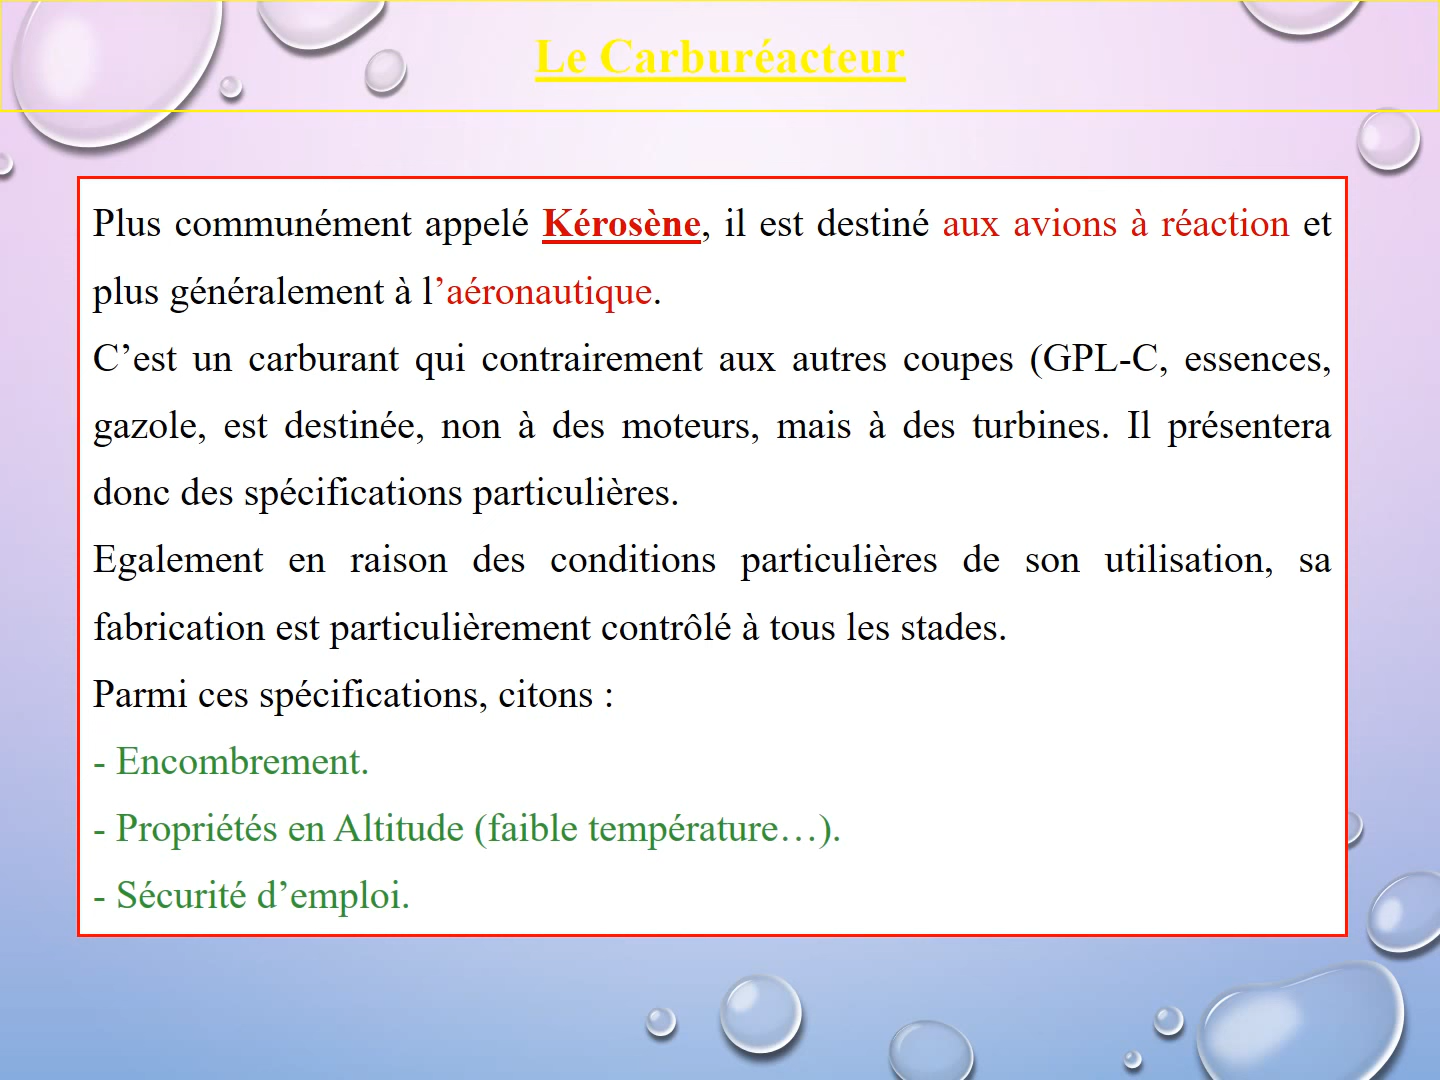 Le Carburéacteur
Plus communément appelé Kérosène, il est destiné aux avions à réaction et
plus généralement à l’aéronautique.
C’est un carburant qui contrairement aux autres coupes (GPL-C, essences,
gazole, est destinée, non à des moteurs, mais à des turbines. Il présentera
donc des spécifications particulières.
Egalement en raison des conditions particulières de son utilisation, sa
fabrication est particulièrement contrôlé à tous les stades.
Parmi ces spécifications, citons :
- Encombrement.
- Propriétés en Altitude (faible température…).
- Sécurité d’emploi.